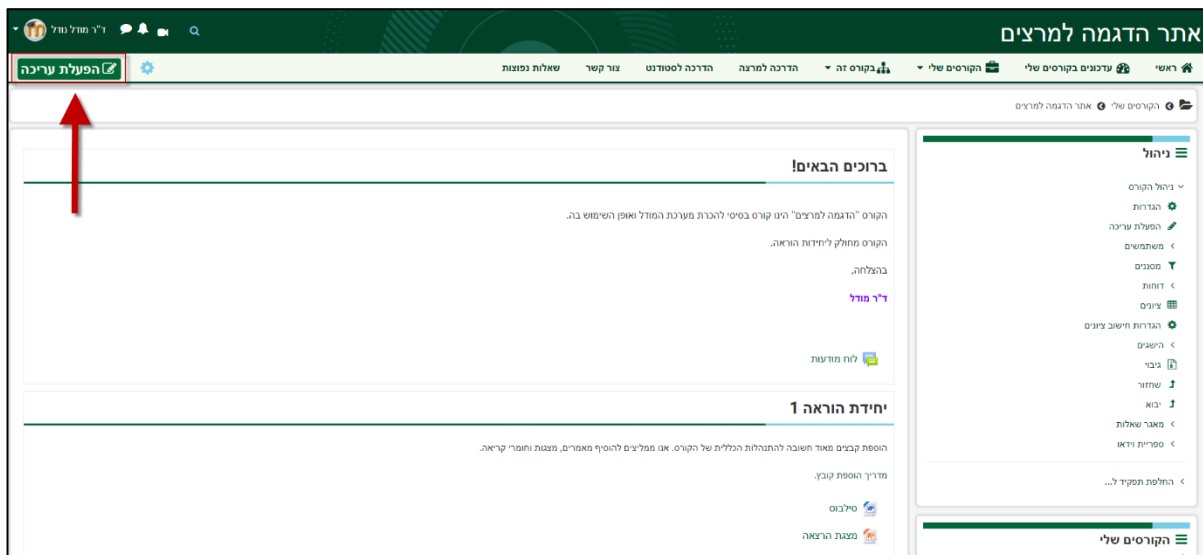 אתר הדגמה למרצים
ד"ר מודל נודל
ראשי
עדכונים בקורסים שלי
הקורסים שלי
בקורס זה
הדרכה למרצה
הדרכה לסטודנט
צור קשר
שאלות נפוצות
הפעלת עריכה
הקורסים שלי
אתר הדגמה למרצים
ניהול
ניהול הקורס
הגדרות
הפעלת עריכה
משתמשים
מסננים
דוחות
ציונים
הגדרות חישוב ציונים
הישגים
גיבוי
שחזור
יבוא
מאגר שאלות
ספריית וידאו
החלפת תפקיד ל...
הקורסים שלי
ברוכים הבאים!
הקורס "הדגמה למרצים" הינו קורס בסיסי להכרת מערכת המודל ואופן השימוש בה.
הקורס מחולק ליחידות הוראה.
בהצלחה,
ד"ר מודל
לוח מודעות
יחידת הוראה 1
הוספת קבצים מאוד חשובה להתנהלות הכללית של הקורס. אנו ממליצים להוסיף מאמרים, מצגות וחומרי קריאה.
מדריך הוספת קובץ.
סילבוס
מצגת הרצאה